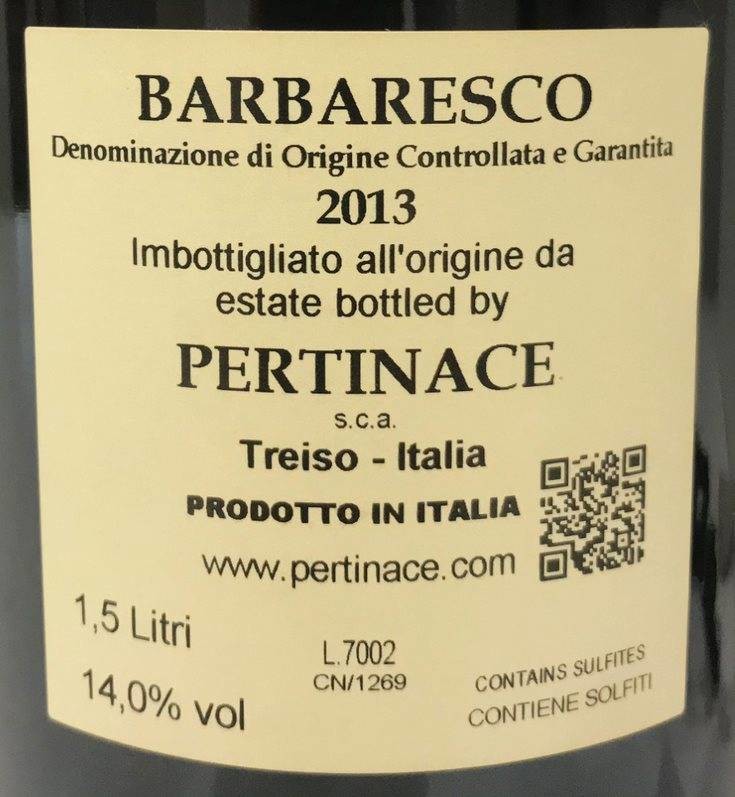 BARBARESCO
Denominazione di Origine Controllata e Garantita
2013
Imbottigliato all'origine da
estate bottled by
PERTINACE
s.c.a.
Treiso - Italia
PRODOTTO IN ITALIA
www.pertinace.com
1,5 Litri
14,0% vol
L.7002
CN/1269
CONTAINS SULFITES
CONTIENE SOLFITI